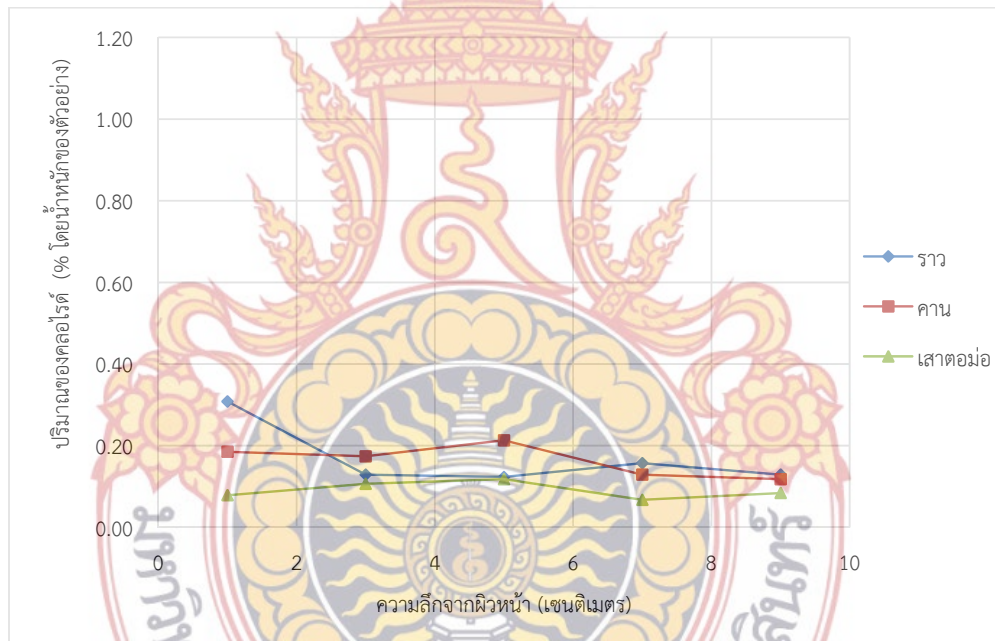 1.20
1.00
0.80
0.60
0.40
0.20
0.00
0 2 4 6 8 10
ปริมาณของคลอไรด์ (% โดยน้ำหนักของตัวอย่าง)
ความลึกจากผิวหน้า (เซนติเมตร)
ราว
คาน
เสาตอม่อ